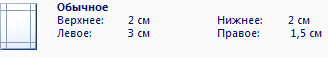 Обычное
Верхнее: 2 см Нижнее: 2 см
Левое: 3 см Правое: 1,5 см